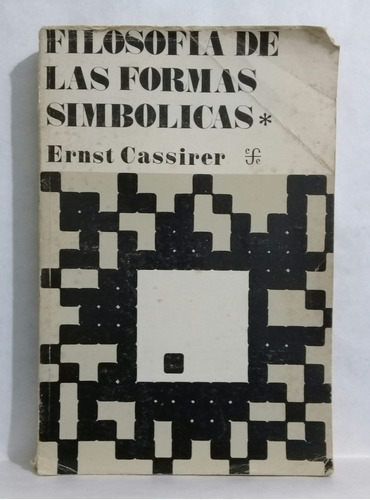 FILOSOFIA DE
LAS FORMAS
SIMBOLICAS*
Ernst Cassirer